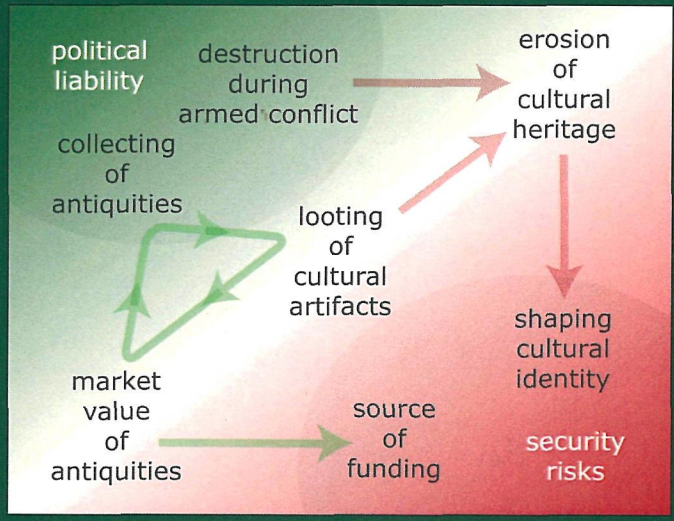 political
liability
destruction
during
armed conflict
erosion
of
cultural
heritage
collecting
of
antiquities
looting
of
cultural
artifacts
shaping
cultural
identity
market
value
of
antiquities
source
of
funding
security
risks